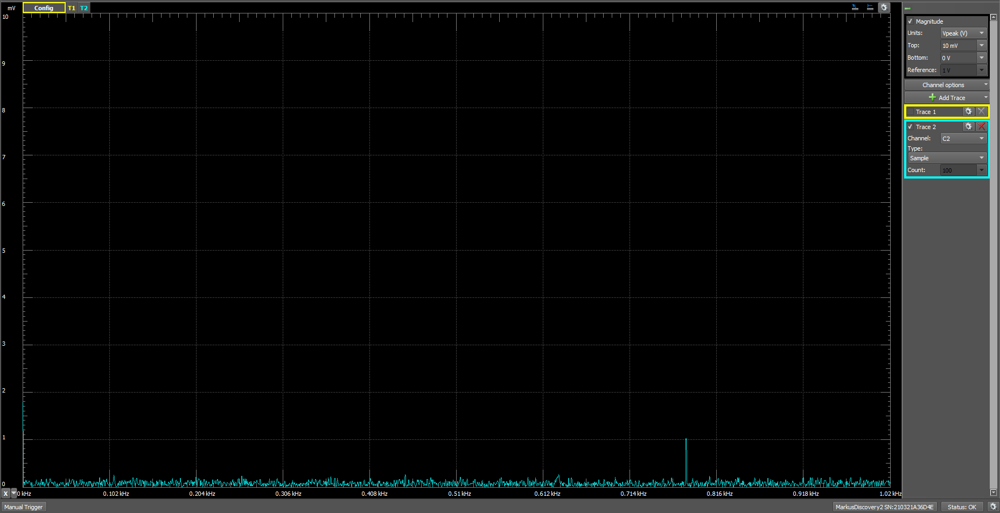 mV Config T1 T2
10
9
8
7
6
5
4
3
2
1
0
X 0 kHz 0.102 kHz 0.204 kHz 0.306 kHz 0.408 kHz 0.51 kHz 0.612 kHz 0.714 kHz 0.816 kHz 0.918 kHz 1.02 kHz
Magnitude
Units: Vpeak (V)
Top: 10 mV
Bottom: 0 V
Reference: 1 V
Channel options
Add Trace
Trace 1
Trace 2
Channel: C2
Type:
Sample
Count: 100
Manual Trigger MarkusDiscovery2 SN:210321A36D4E Status: OK